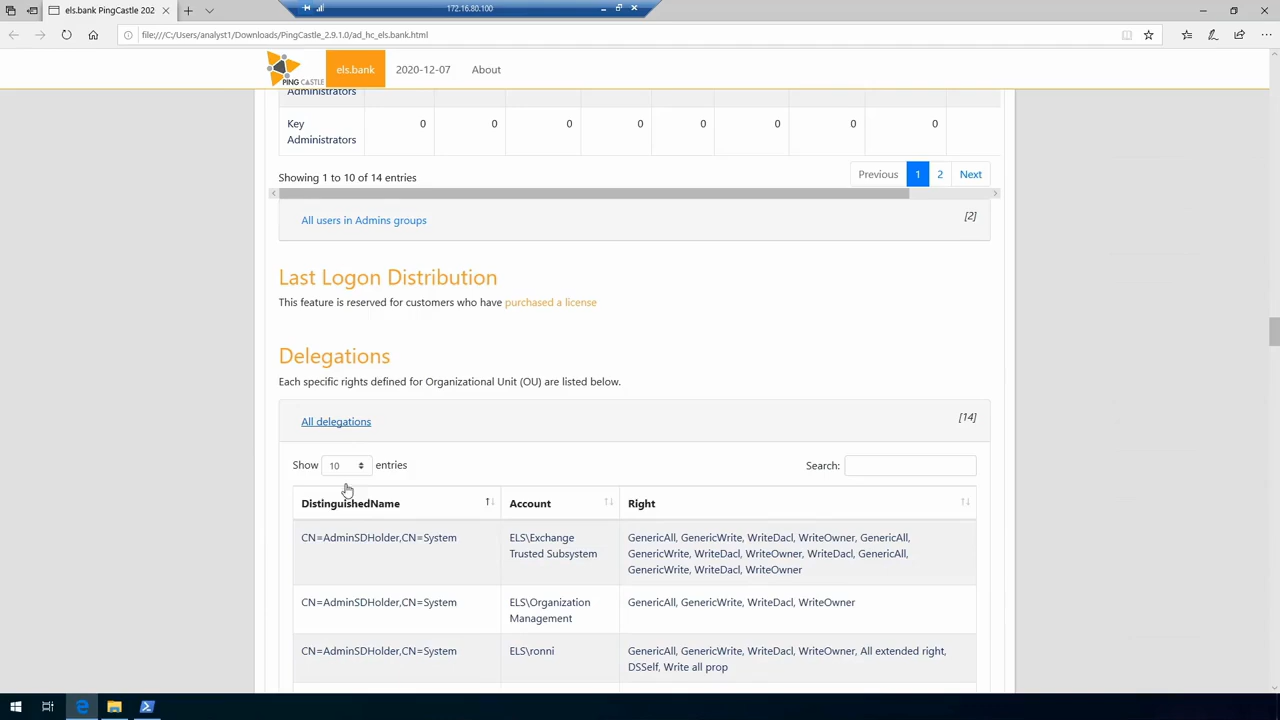 els.bank PingCastle 202
172.16.80.100
file:///C:/Users/analyst1/Downloads/PingCastle_2.9.1.0/ad_hc_els.bank.html
PING CASTLE
els.bank
2020-12-07
About
Administrators
Key
Administrators
0 0 0 0 0 0 0 0
Showing 1 to 10 of 14 entries
Previous 1 2 Next
All users in Admins groups
[2]
Last Logon Distribution
This feature is reserved for customers who have purchased a license
Delegations
Each specific rights defined for Organizational Unit (OU) are listed below.
All delegations
[14]
Show 10 entries
Search:
DistinguishedName Account Right
CN=AdminSDHolder,CN=System
ELS\Exchange
Trusted Subsystem
GenericAll, GenericWrite, WriteDacl, WriteOwner, GenericAll,
GenericWrite, WriteDacl, WriteOwner, WriteDacl, GenericAll,
GenericWrite, WriteDacl, WriteOwner
CN=AdminSDHolder,CN=System
ELS\Organization
Management
GenericAll, GenericWrite, WriteDacl, WriteOwner
CN=AdminSDHolder,CN=System
ELS\ronni
GenericAll, GenericWrite, WriteDacl, WriteOwner, All extended right,
DSSelf, Write all prop